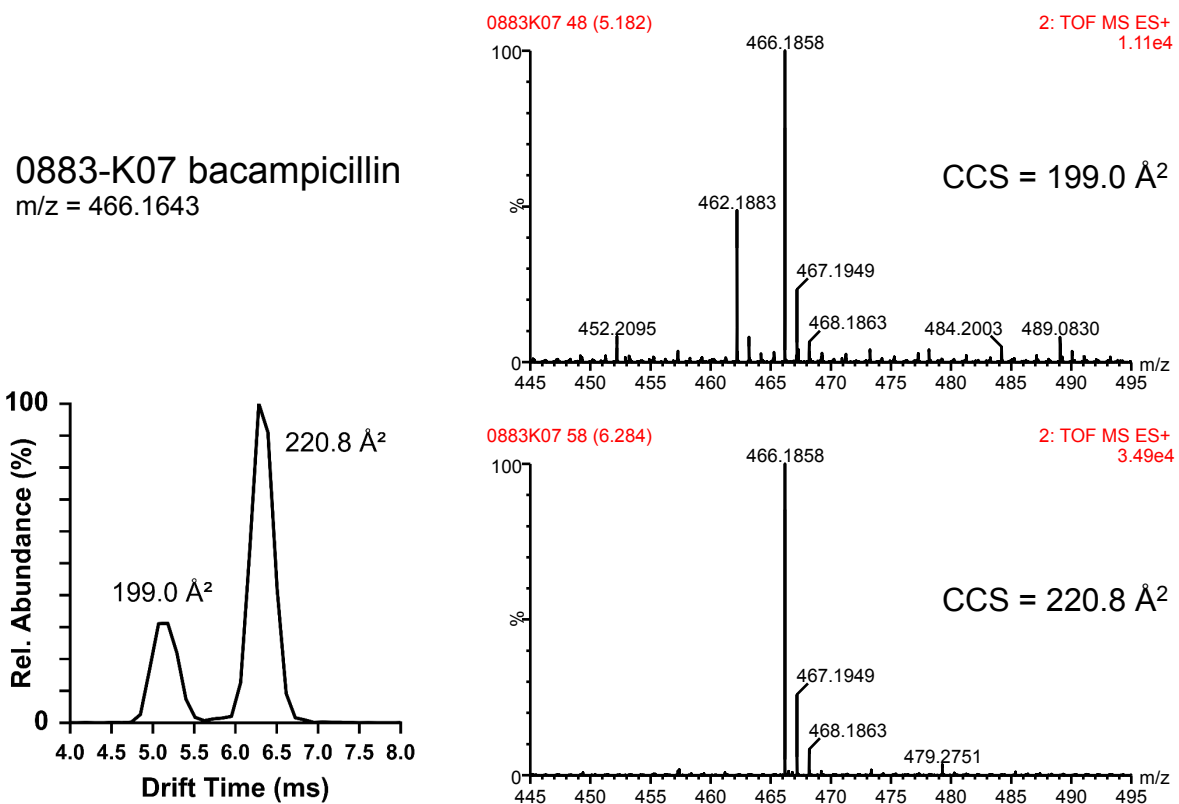 0883-K07 bacampicillin
m/z = 466.1643
0883K07 48 (5.182)
2: TOF MS ES+
1.11e4
466.1858
100
CCS = 199.0 Å²
%
462.1883
467.1949
468.1863
452.2095
484.2003
489.0830
0
m/z
445 450 455 460 465 470 475 480 485 490 495
100
220.8 Å²
199.0 Å²
Rel. Abundance (%)
0
4.0 4.5 5.0 5.5 6.0 6.5 7.0 7.5 8.0
Drift Time (ms)
0883K07 58 (6.284)
2: TOF MS ES+
3.49e4
466.1858
100
CCS = 220.8 Å²
%
467.1949
468.1863
479.2751
0
m/z
445 450 455 460 465 470 475 480 485 490 495